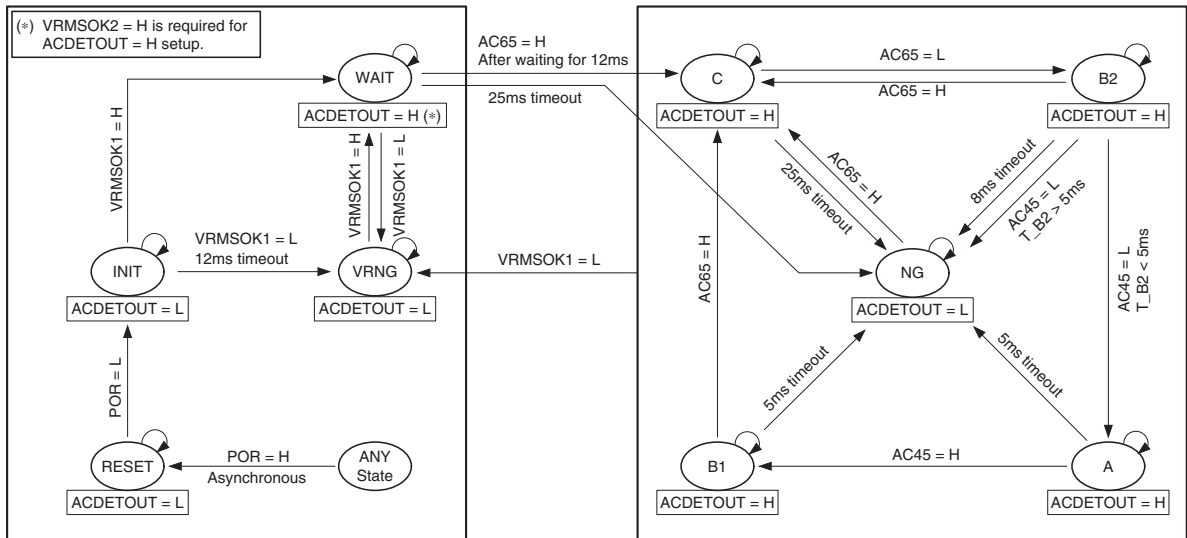 (*) VRMSOK2 = H is required for
ACDETOUT = H setup.
WAIT
ACDETOUT = H (*)
VRMSOK1 = H
VRMSOK1 = H
VRMSOK1 = L
INIT
ACDETOUT = L
VRMSOK1 = L
12ms timeout
VRNG
ACDETOUT = L
POR = L
RESET
ACDETOUT = L
POR = H
Asynchronous
ANY
State
AC65 = H
After waiting for 12ms
25ms timeout
VRMSOK1 = L
C
ACDETOUT = H
AC65 = L
AC65 = H
B2
ACDETOUT = H
AC65 = H
25ms timeout
8ms timeout
AC45 = L
T_B2 > 5ms
AC65 = H
NG
ACDETOUT = L
AC45 = L
T_B2 < 5ms
5ms timeout
5ms timeout
B1
ACDETOUT = H
AC45 = H
A
ACDETOUT = H